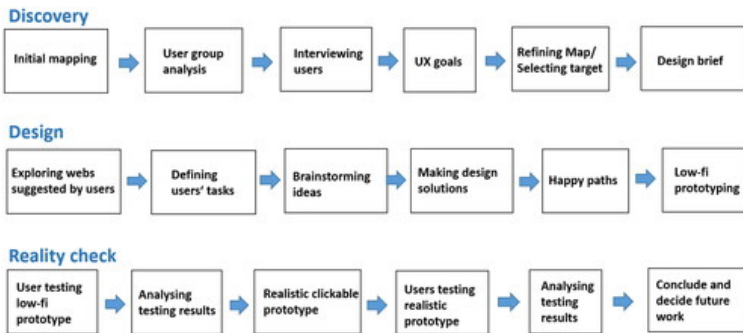 Discovery
Initial mapping
User group
analysis
Interviewing
users
UX goals
Refining Map/
Selecting target
Design brief
Design
Exploring webs
suggested by users
Defining
users' tasks
Brainstorming
ideas
Making design
solutions
Happy paths
Low-fi
prototyping
Reality check
User testing
low-fi
prototype
Analysing
testing results
Realistic clickable
prototype
Users testing
realistic
prototype
Analysing
testing
results
Conclude and
decide future
work